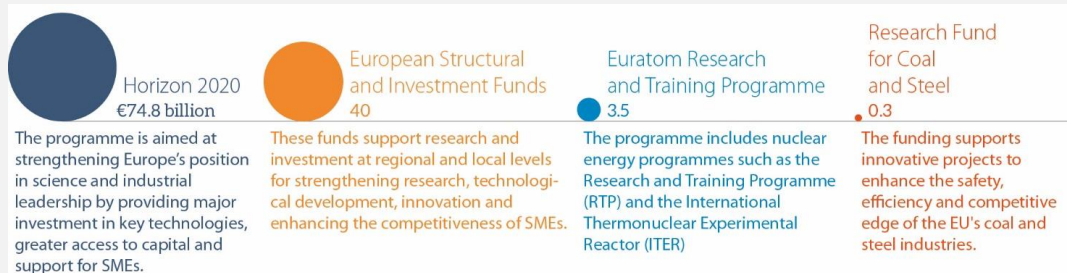 Horizon 2020
€74.8 billion
The programme is aimed at
strengthening Europe's position
in science and industrial
leadership by providing major
investment in key technologies,
greater access to capital and
support for SMEs.
European Structural
and Investment Funds
40
These funds support research and
investment at regional and local levels
for strengthening research, technologi-
cal development, innovation and
enhancing the competitiveness of SMEs.
Euratom Research
and Training Programme
3.5
The programme includes nuclear
energy programmes such as the
Research and Training Programme
(RTP) and the International
Thermonuclear Experimental
Reactor (ITER)
Research Fund
for Coal
and Steel
0.3
The funding supports
innovative projects to
enhance the safety,
efficiency and competitive
edge of the EU's coal and
steel industries.